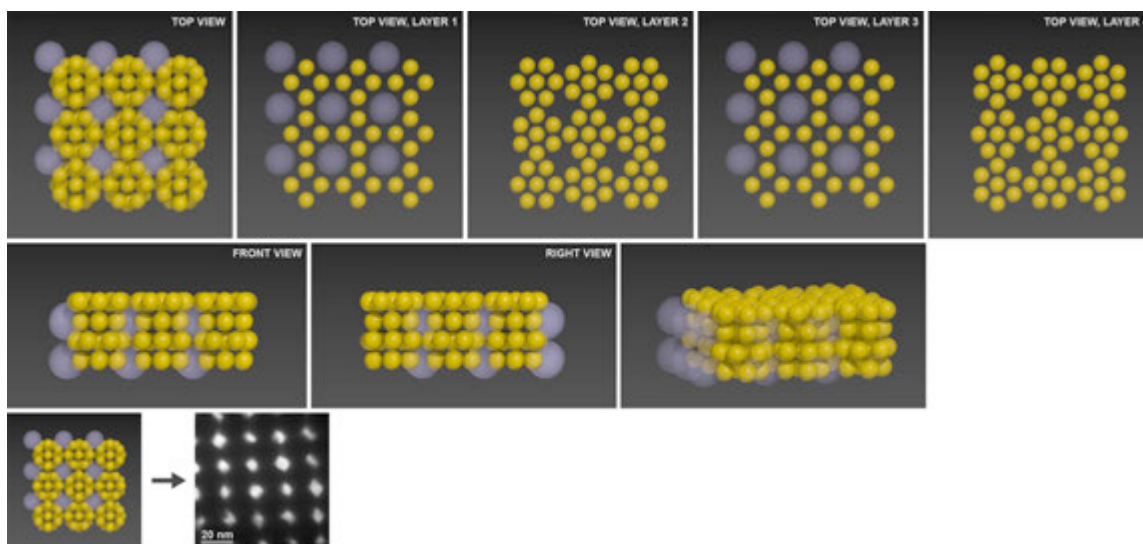 TOP VIEW
TOP VIEW, LAYER 1
TOP VIEW, LAYER 2
TOP VIEW, LAYER 3
TOP VIEW, LAYER
FRONT VIEW
RIGHT VIEW
20 nm